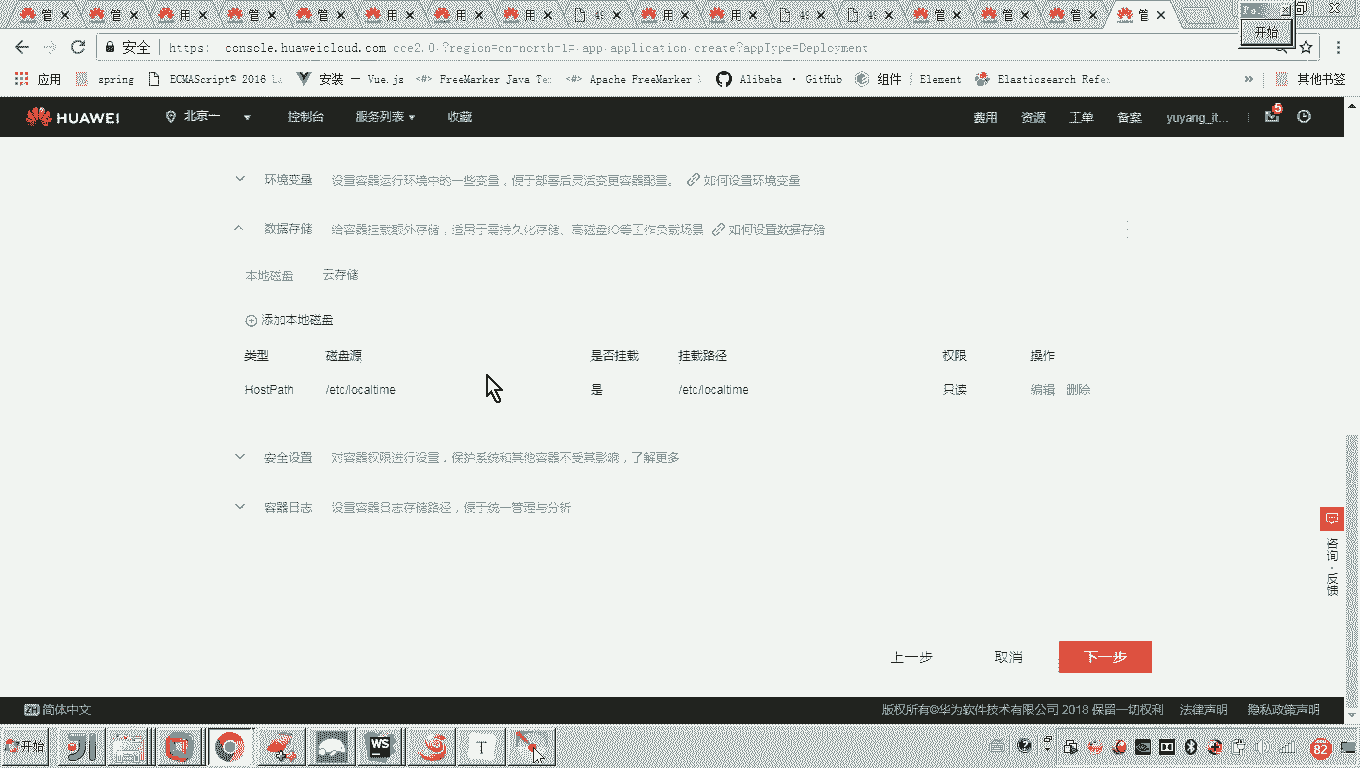 管 管 用 管 管 用 用 用 用 用 管 管 管 管
安全 https: console.huaweicloud.com cce2.0 ?region=cn-north-1= app application create?appType=Deployment
开始
应用 spring ECMAScript® 2016 La 安装 — Vue.js <#> FreeMarker Java Te <#> Apache FreeMarker Alibaba · GitHub 组件 | Element Elasticsearch Refe » 其他书签
HUAWEI 北京一 控制台 服务列表 收藏 费用 资源 工单 备案 yuyang_it... 5
环境变量 设置容器运行环境中的一些变量，便于部署后灵活变更容器配置。 如何设置环境变量
数据存储 给容器挂载额外存储，适用于需持久化存储、高磁盘IO等工作负载场景 如何设置数据存储
本地磁盘 云存储
添加本地磁盘
类型 磁盘源 是否挂载 挂载路径 权限 操作
HostPath /etc/localtime 是 /etc/localtime 只读 编辑 删除
安全设置 对容器权限进行设置，保护系统和其他容器不受其影响，了解更多
容器日志 设置容器日志存储路径，便于统一管理与分析
咨询·反馈
上一步 取消 下一步
ZH 简体中文 版权所有©华为软件技术有限公司 2018 保留一切权利 法律声明 隐私政策声明
开始 WS T 82